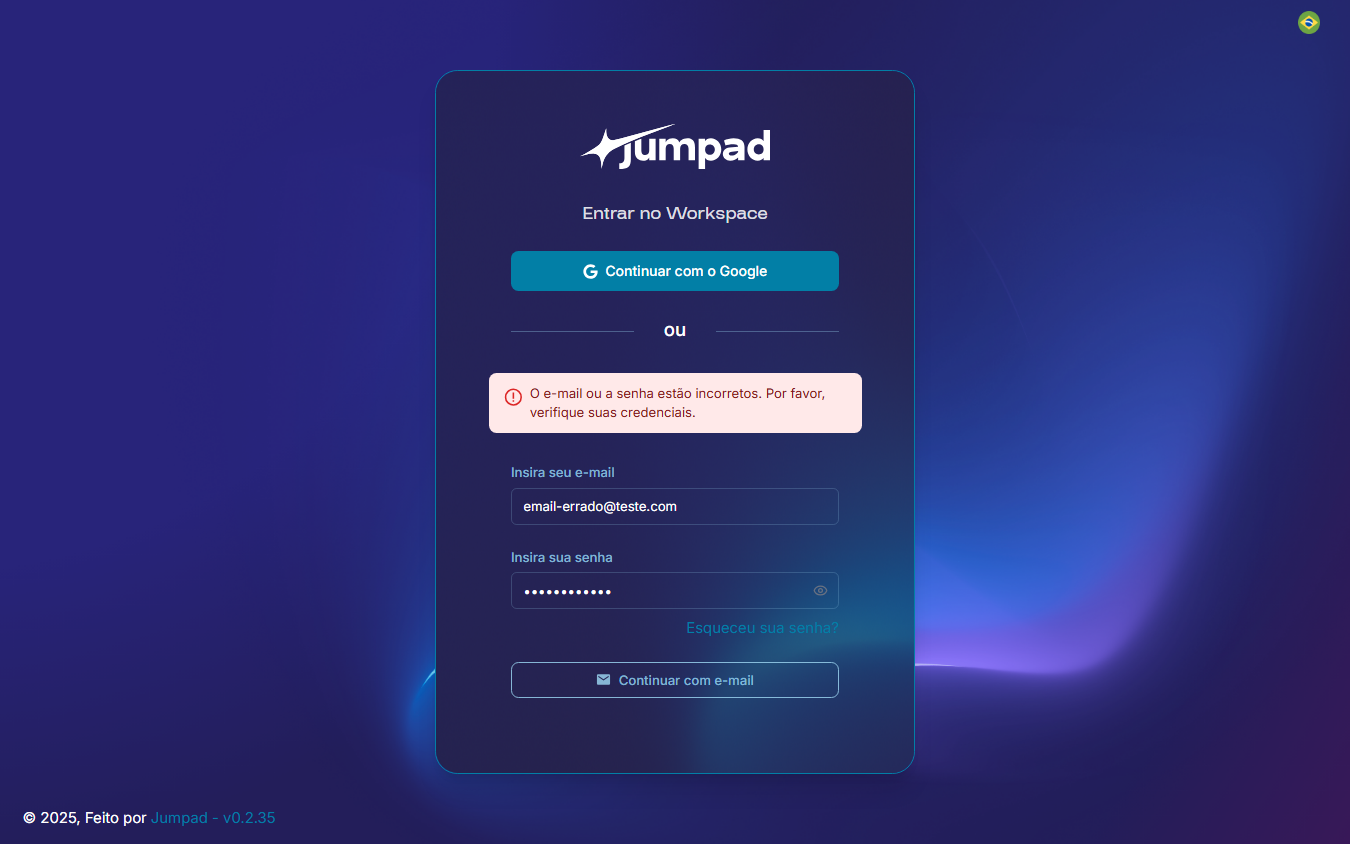 jumpad
Entrar no Workspace
Continuar com o Google
ou
O e-mail ou a senha estão incorretos. Por favor,
verifique suas credenciais.
Insira seu e-mail
email-errado@teste.com
Insira sua senha
••••••••••••
Esqueceu sua senha?
Continuar com e-mail
© 2025, Feito por Jumpad - v0.2.35